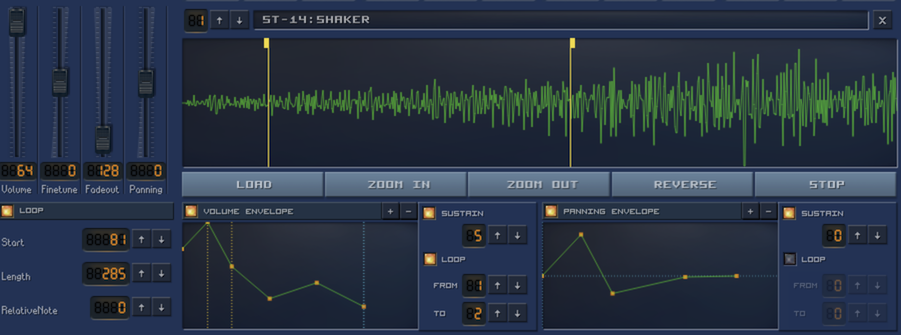 1 ST-14:SHAKER X
64 0 128 0
Volume Finetune Fadeout Panning
LOAD ZOOM IN ZOOM OUT REVERSE STOP
LOOP
Start 81
Length 285
RelativeNote 0
VOLUME ENVELOPE + -
SUSTAIN
5
LOOP
FROM 1
TO 2
PANNING ENVELOPE + -
SUSTAIN
0
LOOP
FROM 0
TO 0